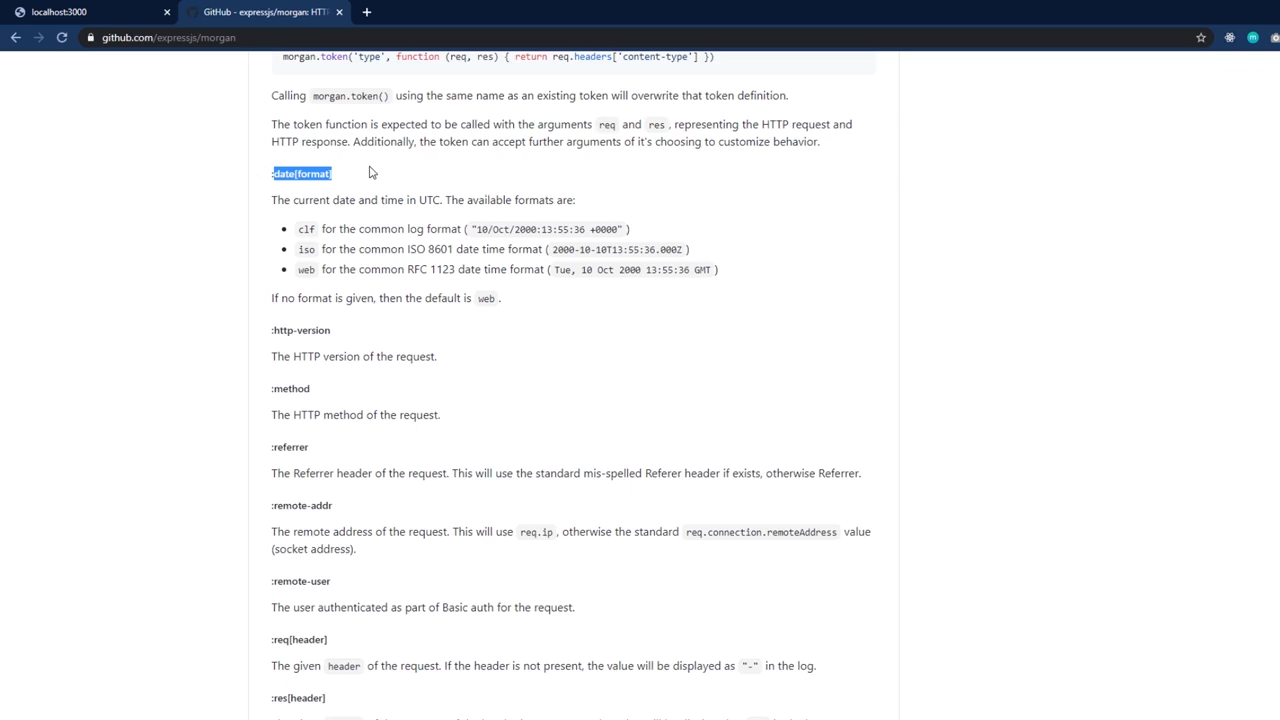 localhost:3000
GitHub - expressjs/morgan: HTT
github.com/expressjs/morgan
morgan.token('type', function (req, res) { return req.headers['content-type'] })
Calling morgan.token() using the same name as an existing token will overwrite that token definition.
The token function is expected to be called with the arguments req and res, representing the HTTP request and
HTTP response. Additionally, the token can accept further arguments of it's choosing to customize behavior.
:date[format]
The current date and time in UTC. The available formats are:
clf for the common log format ("10/Oct/2000:13:55:36 +0000")
iso for the common ISO 8601 date time format (2000-10-10T13:55:36.000Z)
web for the common RFC 1123 date time format (Tue, 10 Oct 2000 13:55:36 GMT)
If no format is given, then the default is web.
:http-version
The HTTP version of the request.
:method
The HTTP method of the request.
:referrer
The Referrer header of the request. This will use the standard mis-spelled Referer header if exists, otherwise Referrer.
:remote-addr
The remote address of the request. This will use req.ip, otherwise the standard req.connection.remoteAddress value
(socket address).
:remote-user
The user authenticated as part of Basic auth for the request.
:req[header]
The given header of the request. If the header is not present, the value will be displayed as "-" in the log.
:res[header]